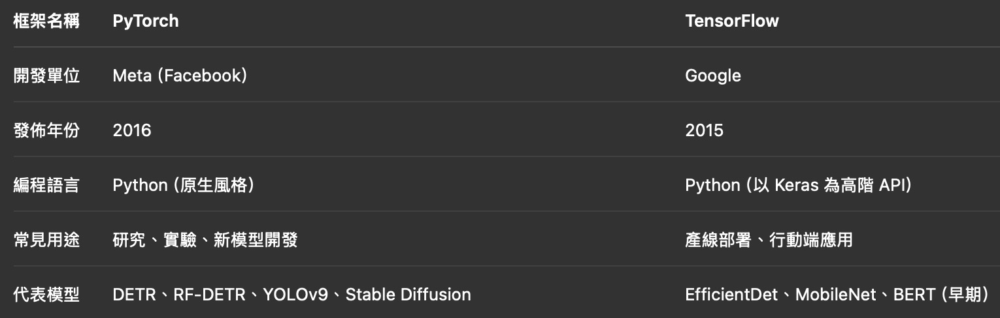 框架名稱 PyTorch TensorFlow
開發單位 Meta (Facebook) Google
發佈年份 2016 2015
編程語言 Python (原生風格) Python (以 Keras 為高階 API)
常見用途 研究、實驗、新模型開發 產線部署、行動端應用
代表模型 DETR、RF-DETR、YOLOv9、Stable Diffusion EfficientDet、MobileNet、BERT (早期)